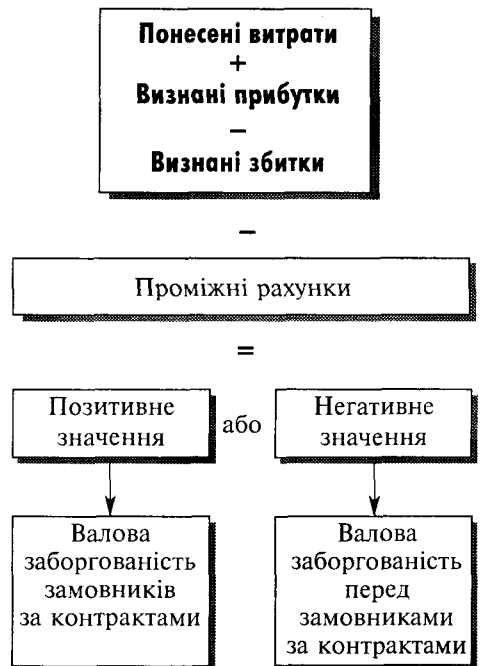 Понесені витрати
+
Визнані прибутки
–
Визнані збитки
–
Проміжні рахунки
=
Позитивне
значення
або
Негативне
значення
Валова
заборгованість
замовників
за контрактами
Валова
заборгованість
перед
замовниками
за контрактами